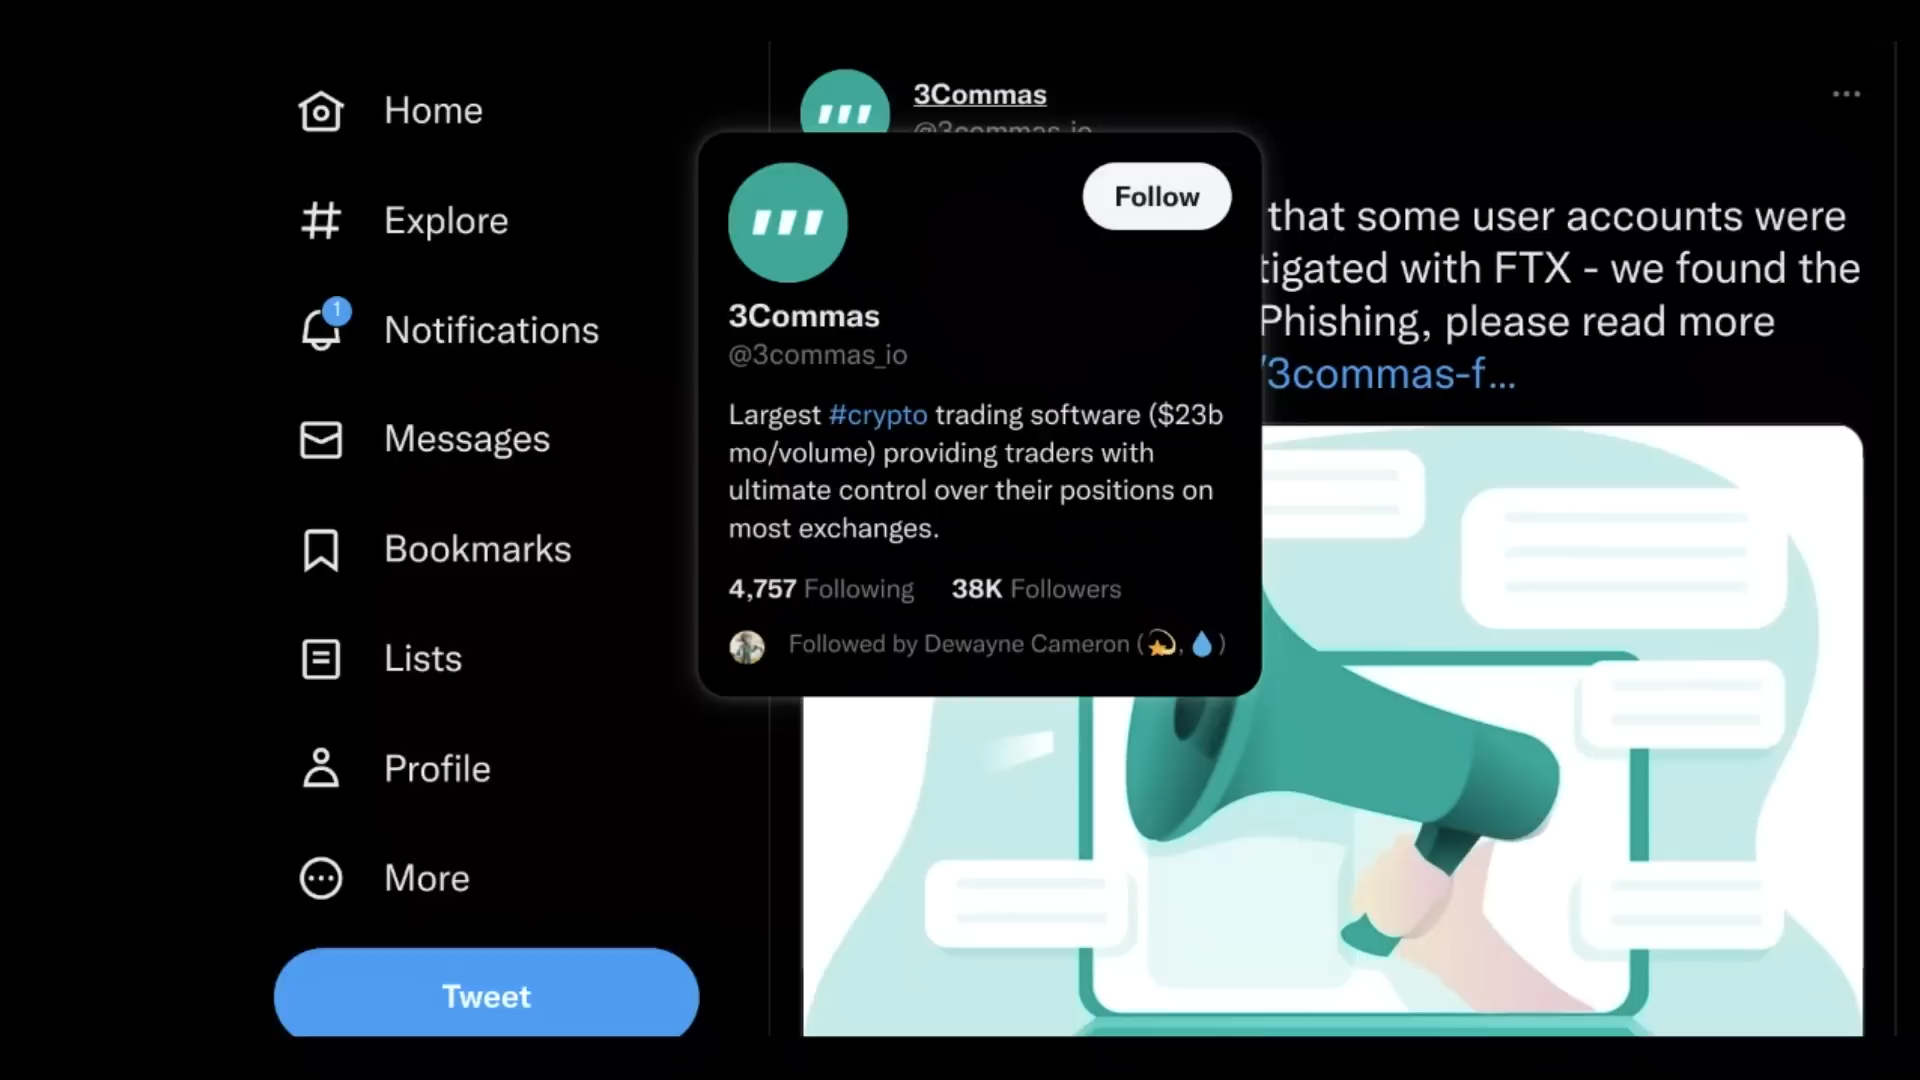 Home
Explore
1
Notifications
Messages
Bookmarks
Lists
Profile
More
Tweet
3Commas
@3commas_io
Follow
3Commas
@3commas_io
Largest #crypto trading software ($23b
mo/volume) providing traders with
ultimate control over their positions on
most exchanges.
4,757 Following 38K Followers
Followed by Dewayne Cameron (💫, 💧)
that some user accounts were
tigated with FTX - we found the
Phishing, please read more
/3commas-f...